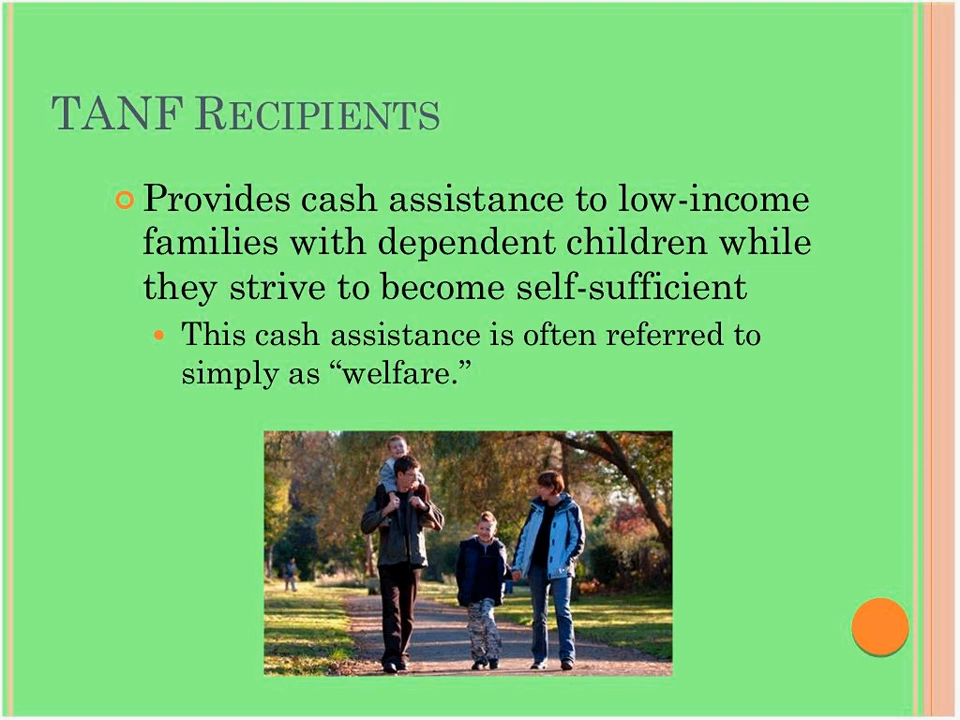 TANF RECIPIENTS
Provides cash assistance to low-income
families with dependent children while
they strive to become self-sufficient
This cash assistance is often referred to
simply as “welfare.”